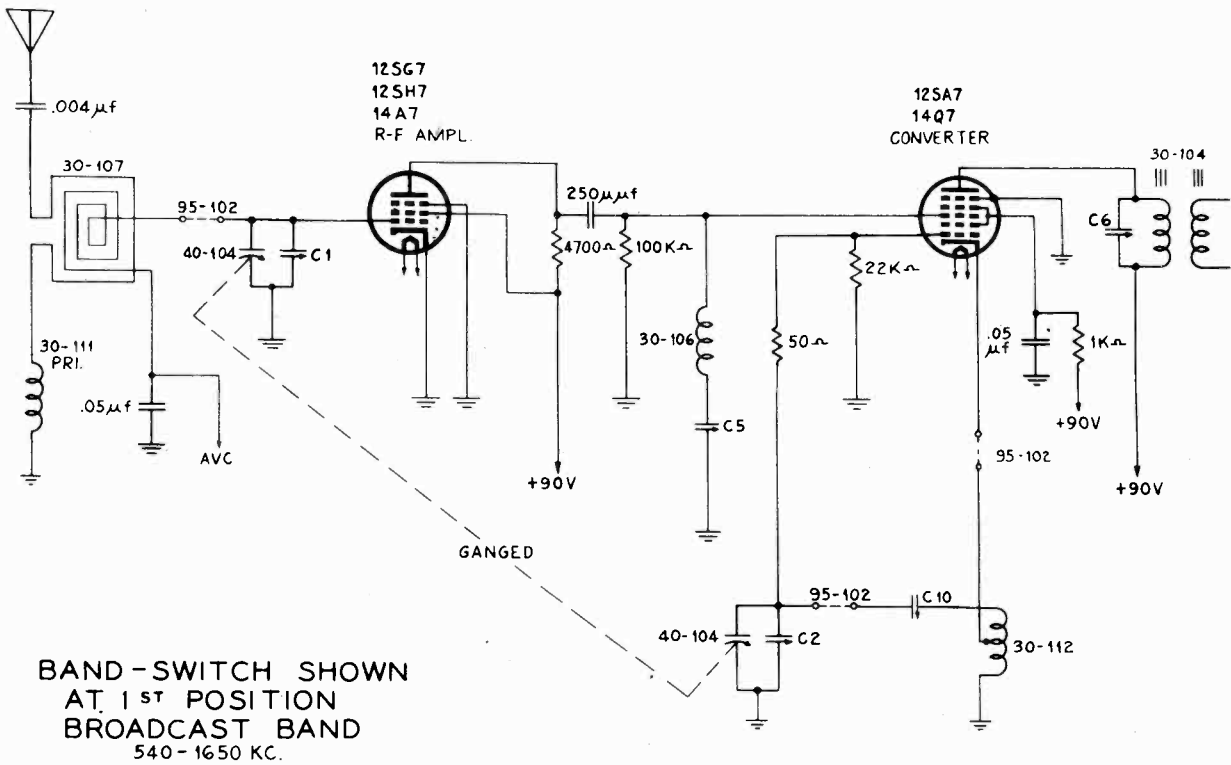 .004μf
30-107
95-102
40-104
C1
30-111
PRI.
.05μf
AVC
12SG7
12SH7
14A7
R-F AMPL.
250μμf
4700Ω
100KΩ
+90V
30-106
C5
50Ω
22KΩ
12SA7
14Q7
CONVERTER
30-104
C6
.05
μf
1KΩ
+90V
+90V
95-102
GANGED
95-102
C10
40-104
C2
30-112
BAND-SWITCH SHOWN
AT 1ST POSITION
BROADCAST BAND
540-1650 KC.